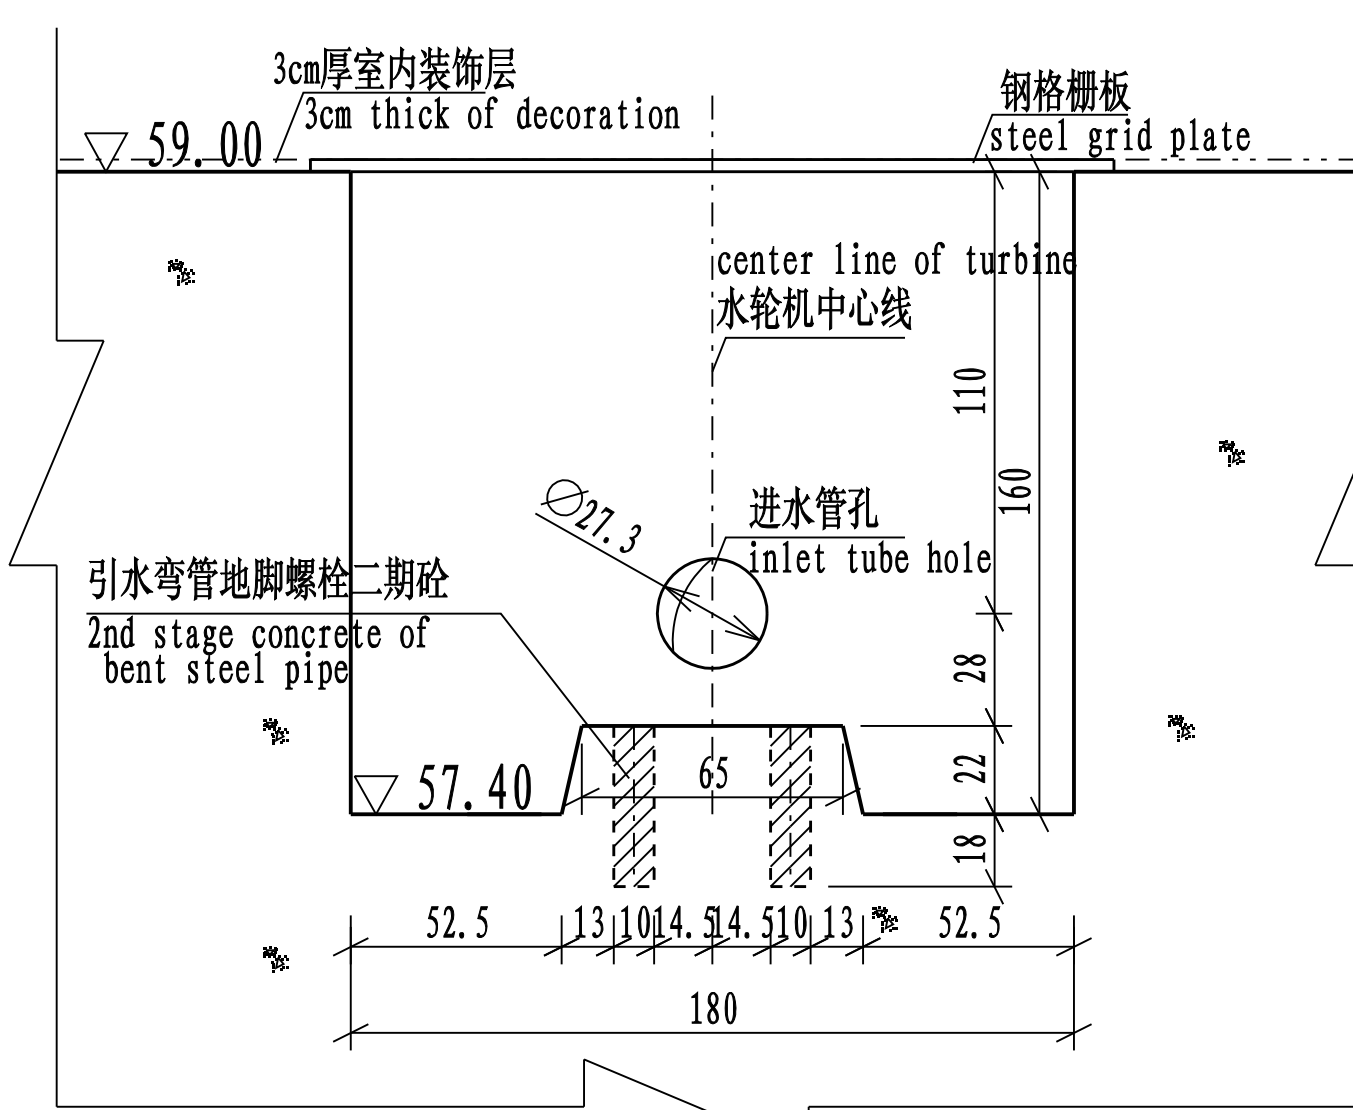 3cm厚室内装饰层
3cm thick of decoration
钢格栅板
steel grid plate
59.00
center line of turbine
水轮机中心线
110
160
∅27.3
进水管孔
inlet tube hole
引水弯管地脚螺栓二期砼
2nd stage concrete of
bent steel pipe
28
57.40
65
22
18
52.5 13 10 14.5 14.5 10 13 52.5
180